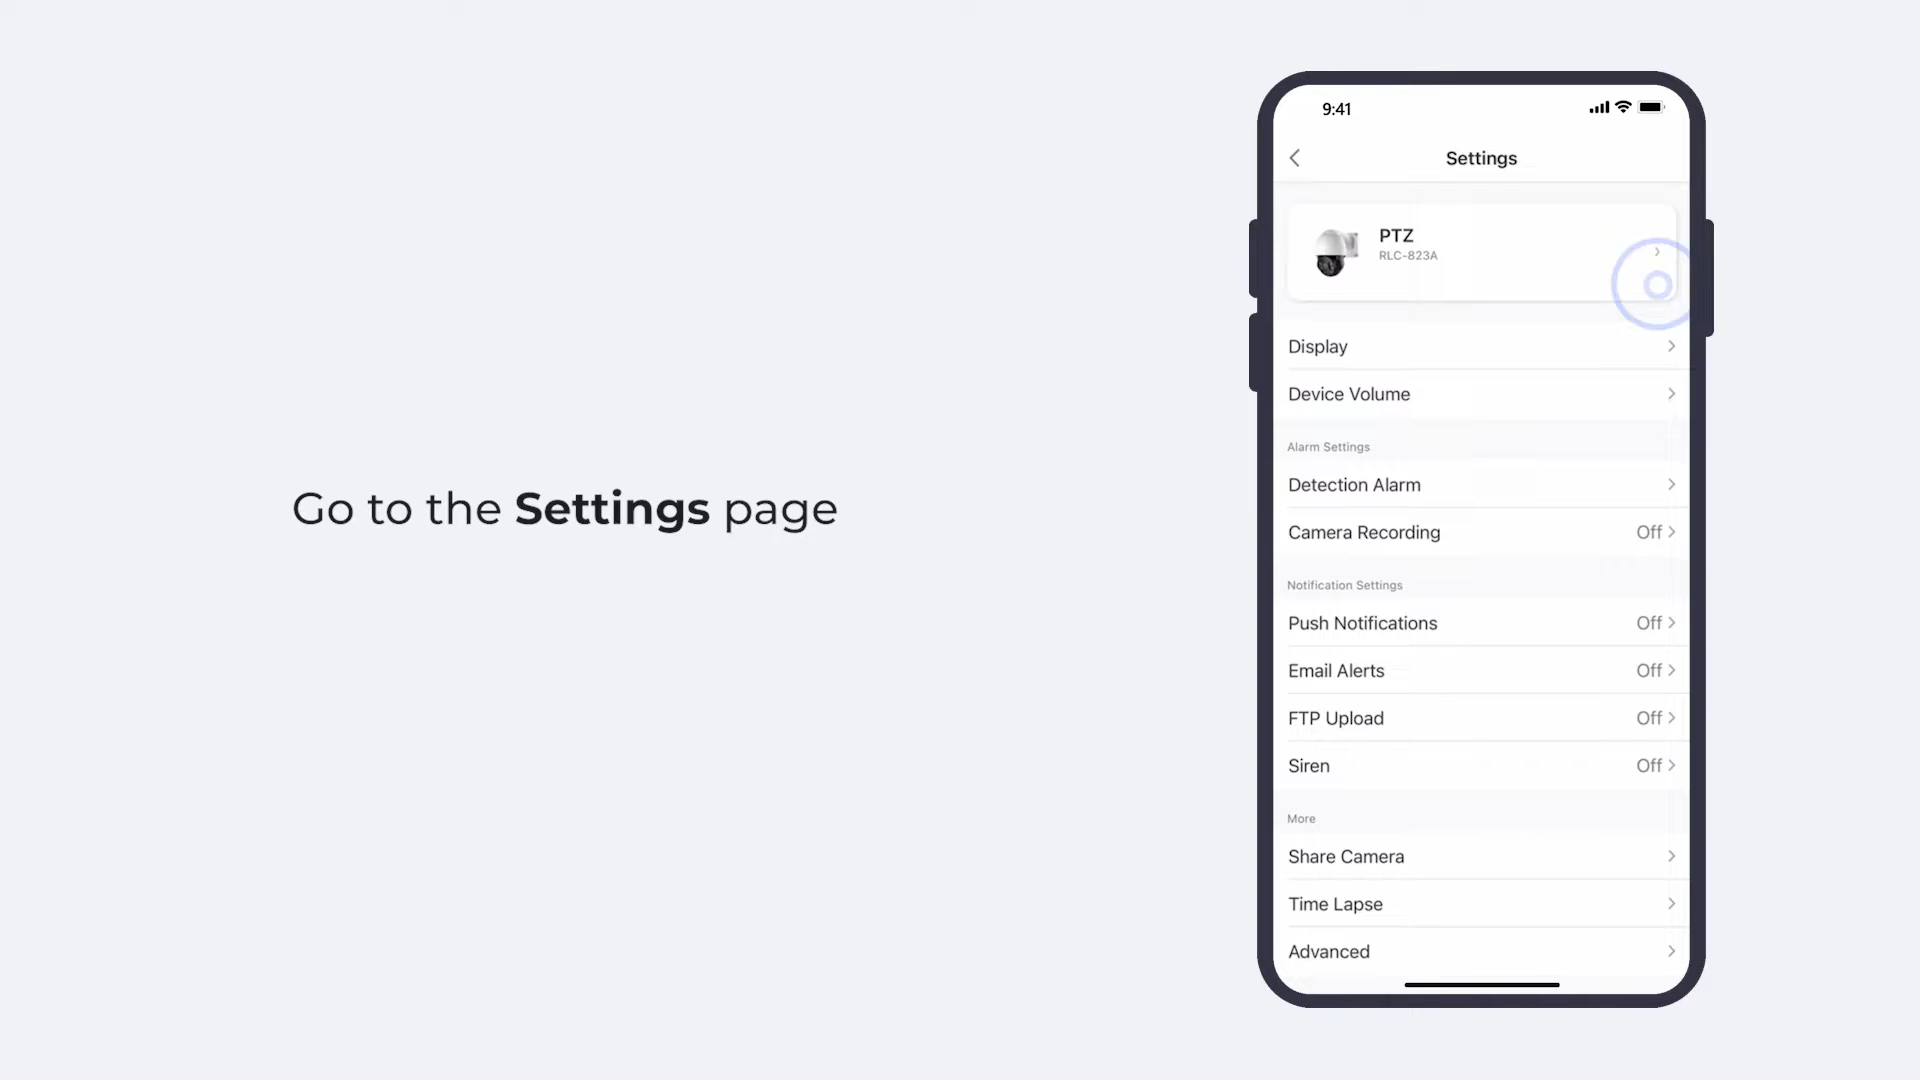 Go to the Settings page
9:41
Settings
PTZ
RLC-823A
Display
Device Volume
Alarm Settings
Detection Alarm
Camera Recording Off
Notification Settings
Push Notifications Off
Email Alerts Off
FTP Upload Off
Siren Off
More
Share Camera
Time Lapse
Advanced